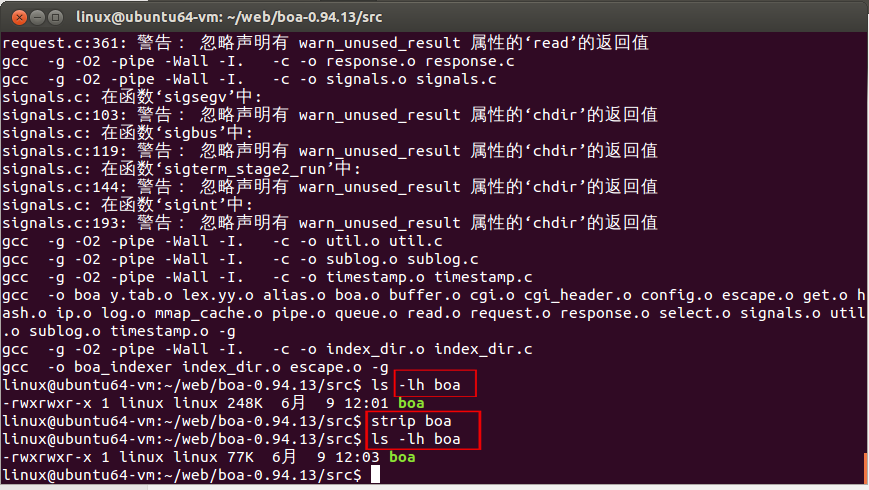 linux@ubuntu64-vm: ~/web/boa-0.94.13/src
request.c:361: 警告： 忽略声明有 warn_unused_result 属性的‘read’的返回值
gcc  -g -O2 -pipe -Wall -I.   -c -o response.o response.c
gcc  -g -O2 -pipe -Wall -I.   -c -o signals.o signals.c
signals.c: 在函数‘sigsegv’中:
signals.c:103: 警告： 忽略声明有 warn_unused_result 属性的‘chdir’的返回值
signals.c: 在函数‘sigbus’中:
signals.c:119: 警告： 忽略声明有 warn_unused_result 属性的‘chdir’的返回值
signals.c: 在函数‘sigterm_stage2_run’中:
signals.c:144: 警告： 忽略声明有 warn_unused_result 属性的‘chdir’的返回值
signals.c: 在函数‘sigint’中:
signals.c:193: 警告： 忽略声明有 warn_unused_result 属性的‘chdir’的返回值
gcc  -g -O2 -pipe -Wall -I.   -c -o util.o util.c
gcc  -g -O2 -pipe -Wall -I.   -c -o sublog.o sublog.c
gcc  -g -O2 -pipe -Wall -I.   -c -o timestamp.o timestamp.c
gcc  -o boa y.tab.o lex.yy.o alias.o boa.o buffer.o cgi.o cgi_header.o config.o escape.o get.o h
ash.o ip.o log.o mmap_cache.o pipe.o queue.o read.o request.o response.o select.o signals.o util
.o sublog.o timestamp.o -g
gcc  -g -O2 -pipe -Wall -I.   -c -o index_dir.o index_dir.c
gcc  -o boa_indexer index_dir.o escape.o -g
linux@ubuntu64-vm:~/web/boa-0.94.13/src$ ls -lh boa
-rwxrwxr-x 1 linux linux 248K  6月  9 12:01 boa
linux@ubuntu64-vm:~/web/boa-0.94.13/src$ strip boa
linux@ubuntu64-vm:~/web/boa-0.94.13/src$ ls -lh boa
-rwxrwxr-x 1 linux linux 77K  6月  9 12:03 boa
linux@ubuntu64-vm:~/web/boa-0.94.13/src$